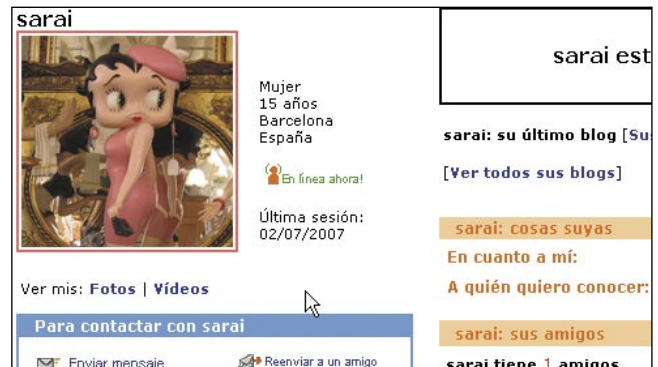 sarai
Mujer
15 años
Barcelona
España
En línea ahora!
Última sesión:
02/07/2007
Ver mis: Fotos | Vídeos
Para contactar con sarai
Enviar mensaje
Reenviar a un amigo
sarai est
sarai: su último blog [Su
[Ver todos sus blogs]
sarai: cosas suyas
En cuanto a mí:
A quién quiero conocer:
sarai: sus amigos
sarai tiene 1 amigos